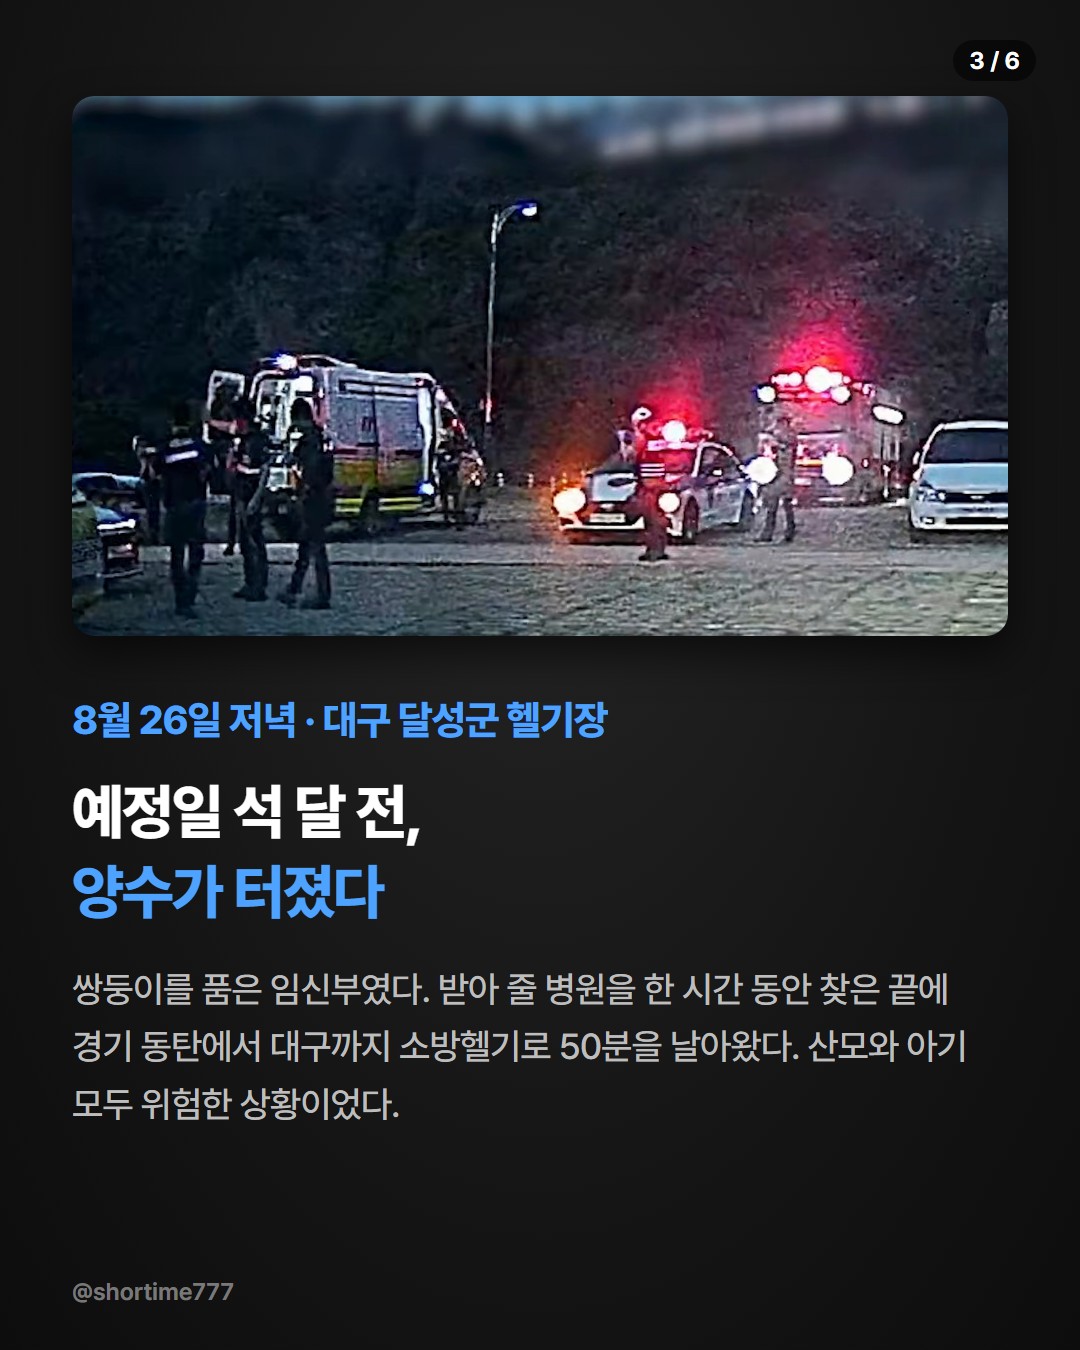 3 / 6
8월 26일 저녁 · 대구 달성군 헬기장
예정일 석 달 전,
양수가 터졌다
쌍둥이를 품은 임신부였다. 받아 줄 병원을 한 시간 동안 찾은 끝에
경기 동탄에서 대구까지 소방헬기로 50분을 날아왔다. 산모와 아기
모두 위험한 상황이었다.
@shortime777